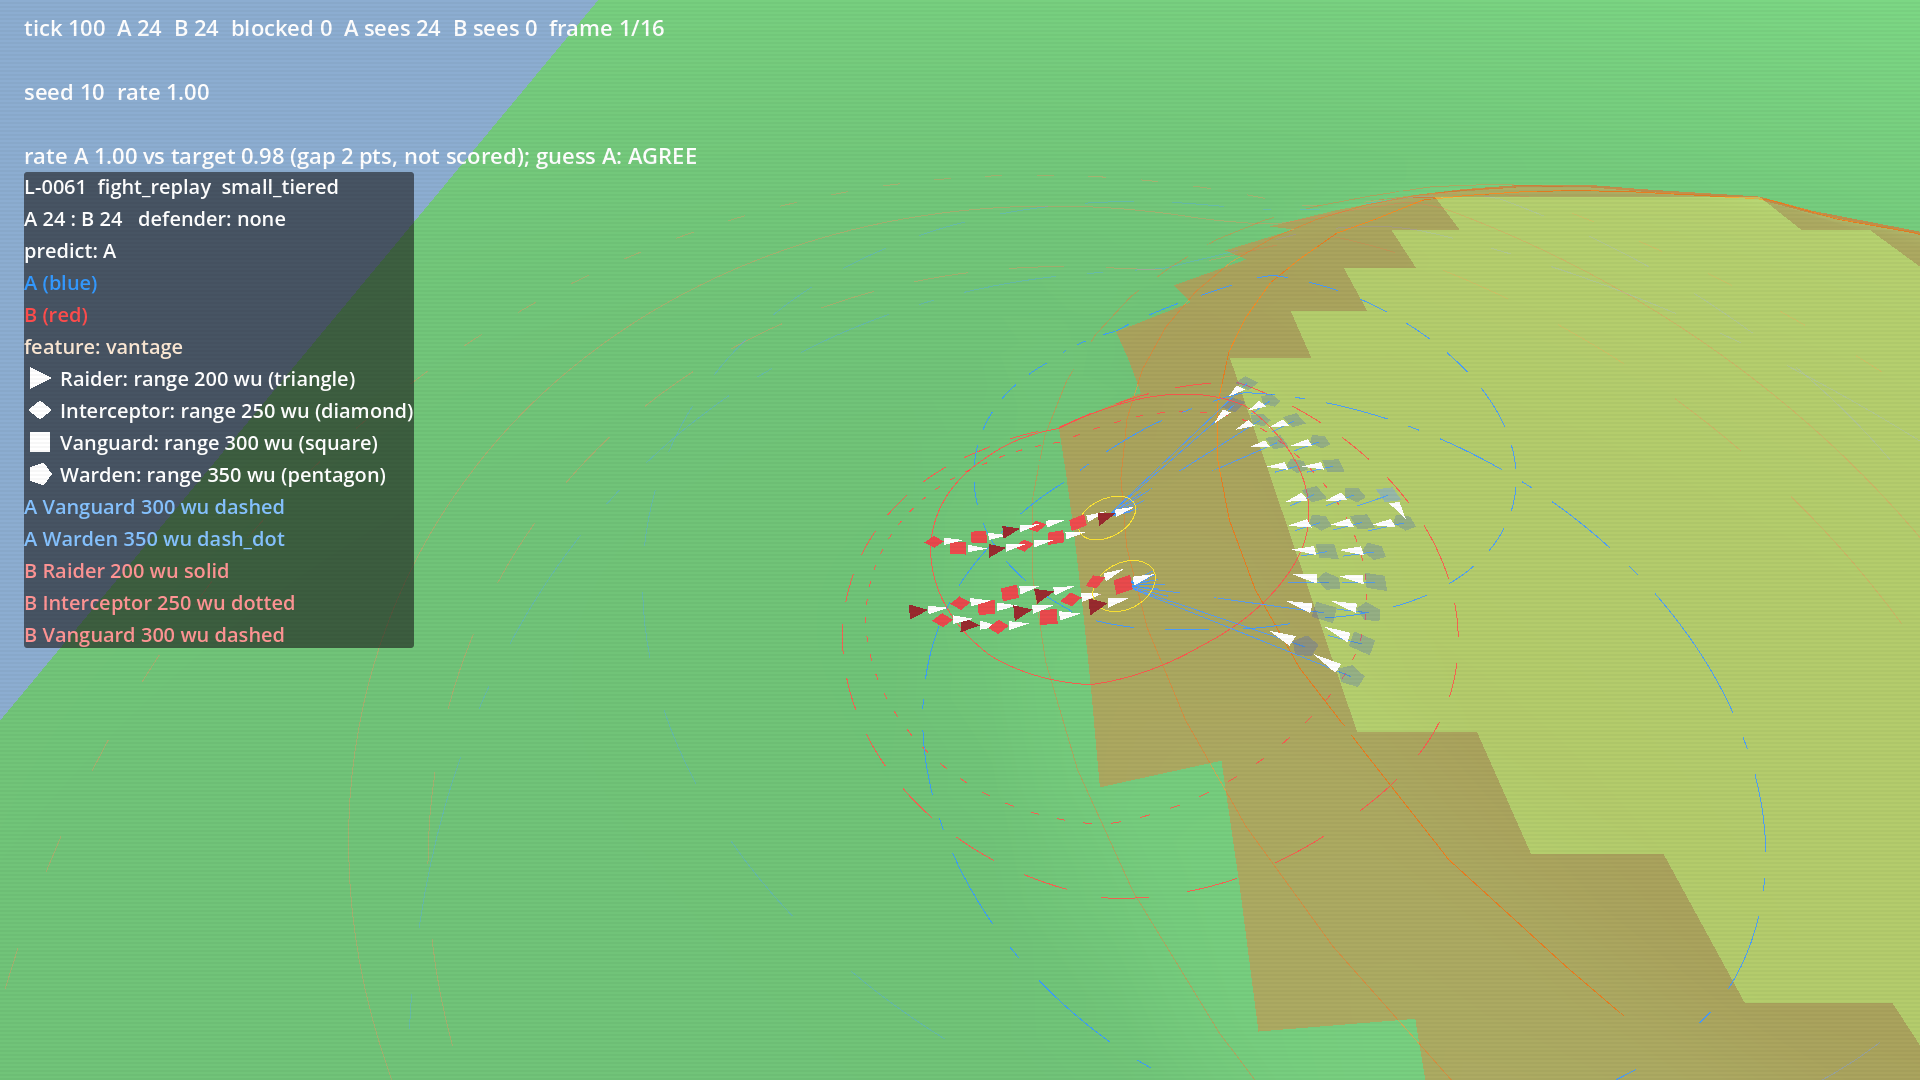 tick 100  A 24  B 24  blocked 0  A sees 24  B sees 0  frame 1/16
seed 10  rate 1.00
rate A 1.00 vs target 0.98 (gap 2 pts, not scored); guess A: AGREE
L-0061  fight_replay  small_tiered
A 24 : B 24   defender: none
predict: A
A (blue)
B (red)
feature: vantage
Raider: range 200 wu (triangle)
Interceptor: range 250 wu (diamond)
Vanguard: range 300 wu (square)
Warden: range 350 wu (pentagon)
A Vanguard 300 wu dashed
A Warden 350 wu dash_dot
B Raider 200 wu solid
B Interceptor 250 wu dotted
B Vanguard 300 wu dashed